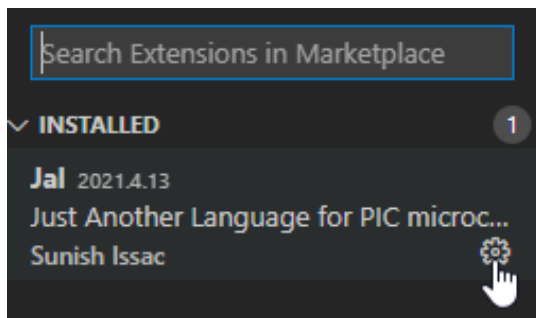 Search Extensions in Marketplace
INSTALLED 1
Jal 2021.4.13
Just Another Language for PIC microc...
Sunish Issac